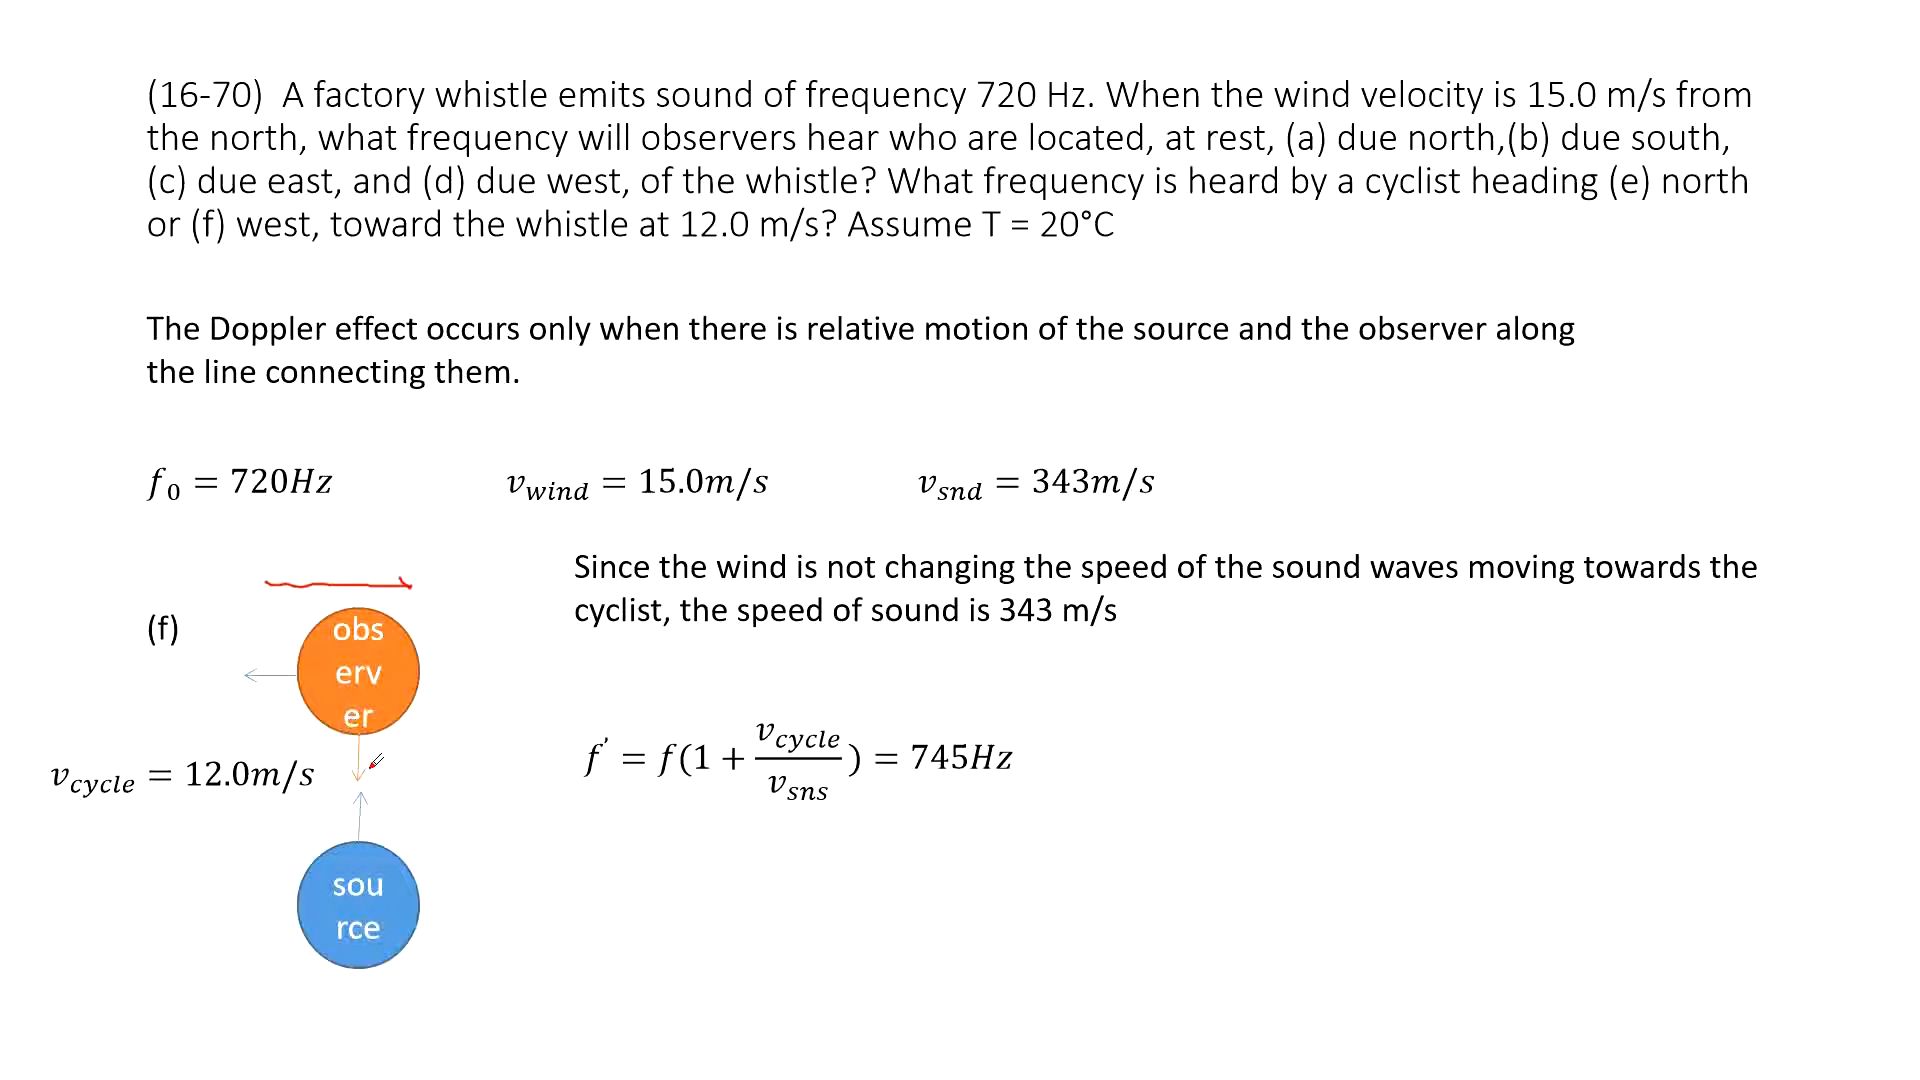 (16-70) A factory whistle emits sound of frequency 720 Hz. When the wind velocity is 15.0 m/s from
the north, what frequency will observers hear who are located, at rest, (a) due north,(b) due south,
(c) due east, and (d) due west, of the whistle? What frequency is heard by a cyclist heading (e) north
or (f) west, toward the whistle at 12.0 m/s? Assume T = 20°C
The Doppler effect occurs only when there is relative motion of the source and the observer along
the line connecting them.
f₀ = 720Hz v_wind = 15.0m/s v_snd = 343m/s
Since the wind is not changing the speed of the sound waves moving towards the
cyclist, the speed of sound is 343 m/s
(f)
obs
erv
er
v_cycle = 12.0m/s
f' = f(1 + v_cycle/v_sns) = 745Hz
sou
rce